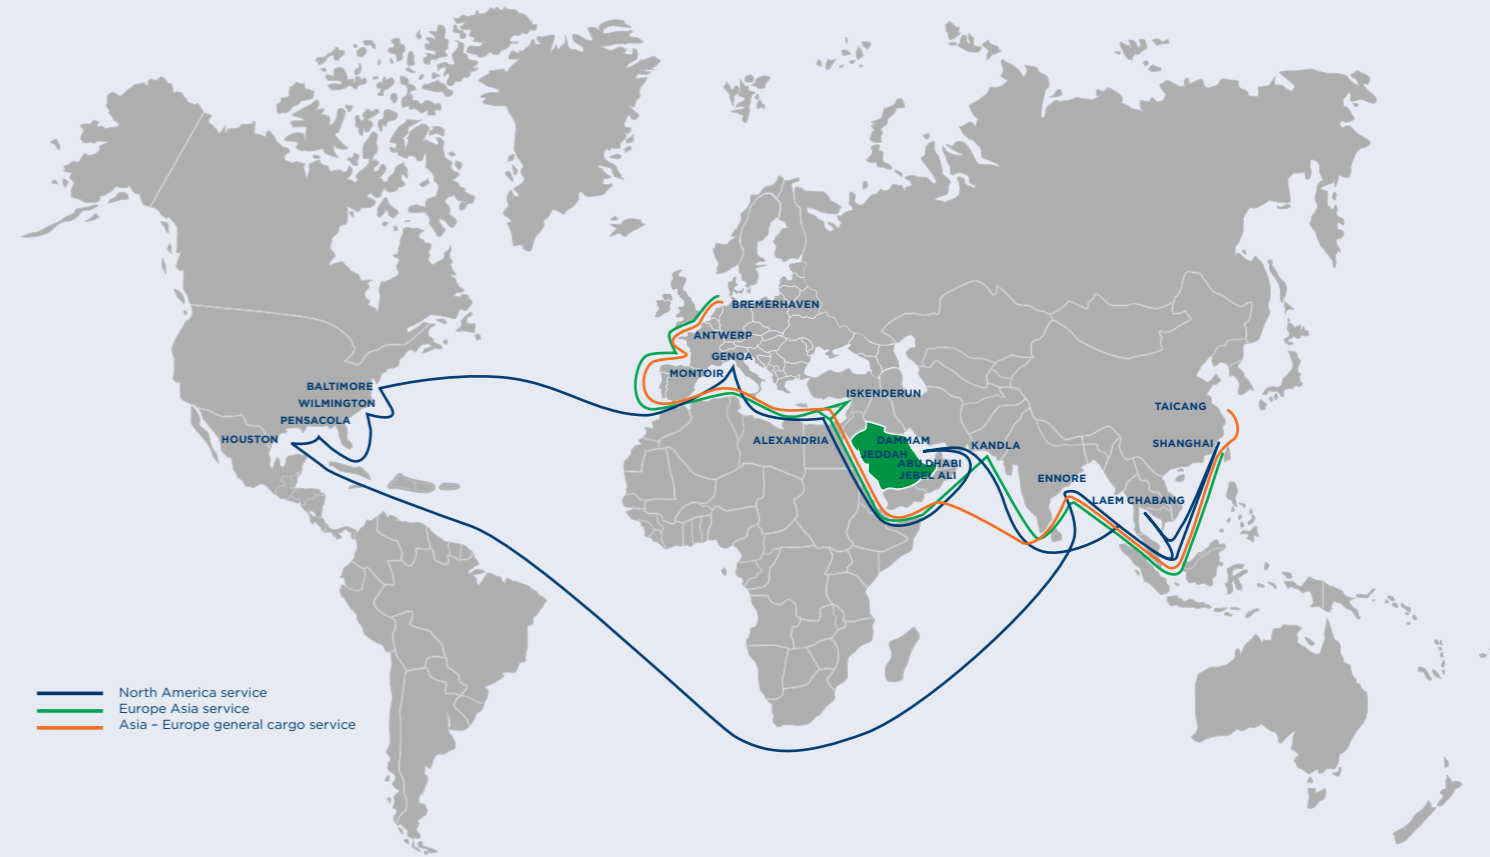 BREMERHAVEN
ANTWERP
GENOA
MONTOIR
BALTIMORE
WILMINGTON
PENSACOLA
HOUSTON
ISKENDERUN
ALEXANDRIA
DAMMAM
JEDDAH
ABU DHABI
JEBEL ALI
KANDLA
ENNORE
LAEM CHABANG
TAICANG
SHANGHAI
North America service
Europe Asia service
Asia – Europe general cargo service